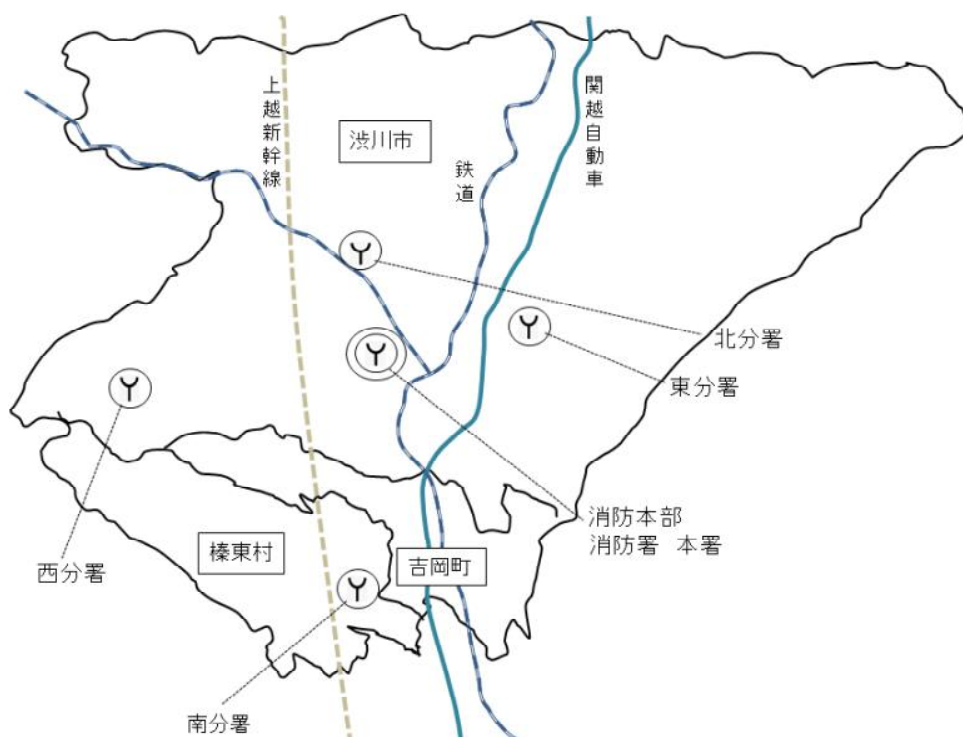 上越新幹線
渋川市
鉄道
関越自動車
北分署
東分署
消防本部
消防署 本署
西分署
榛東村
吉岡町
南分署